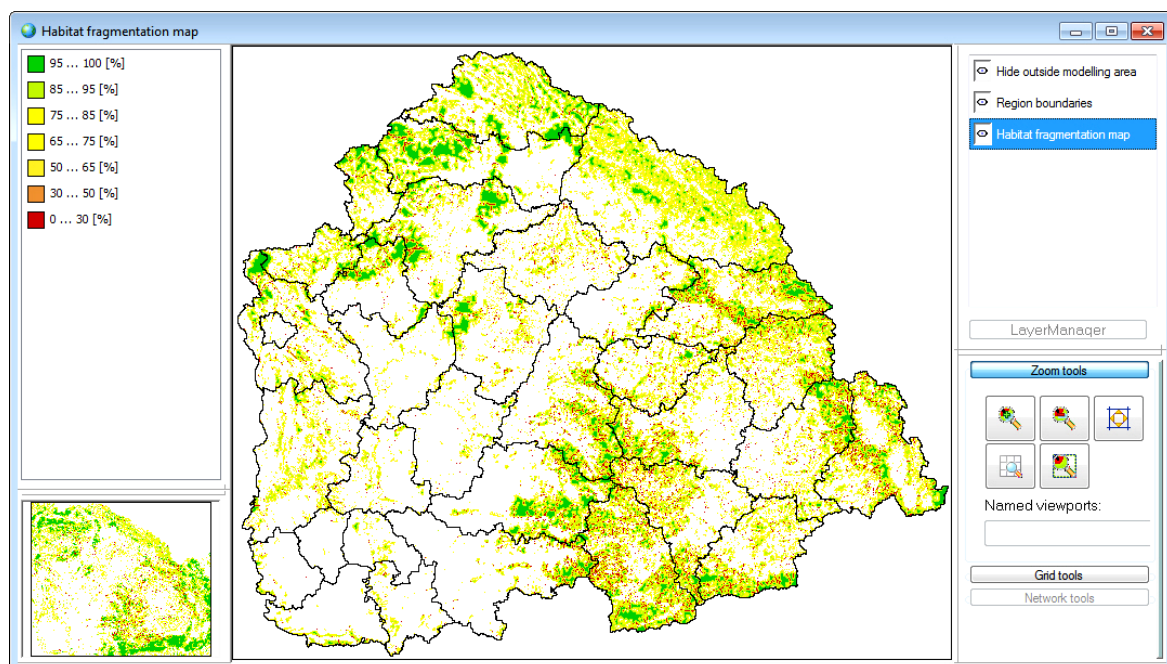 Habitat fragmentation map
95 ... 100 [%]
85 ... 95 [%]
75 ... 85 [%]
65 ... 75 [%]
50 ... 65 [%]
30 ... 50 [%]
0 ... 30 [%]
Hide outside modelling area
Region boundaries
Habitat fragmentation map
LayerManager
Zoom tools
Named viewports:
Grid tools
Network tools